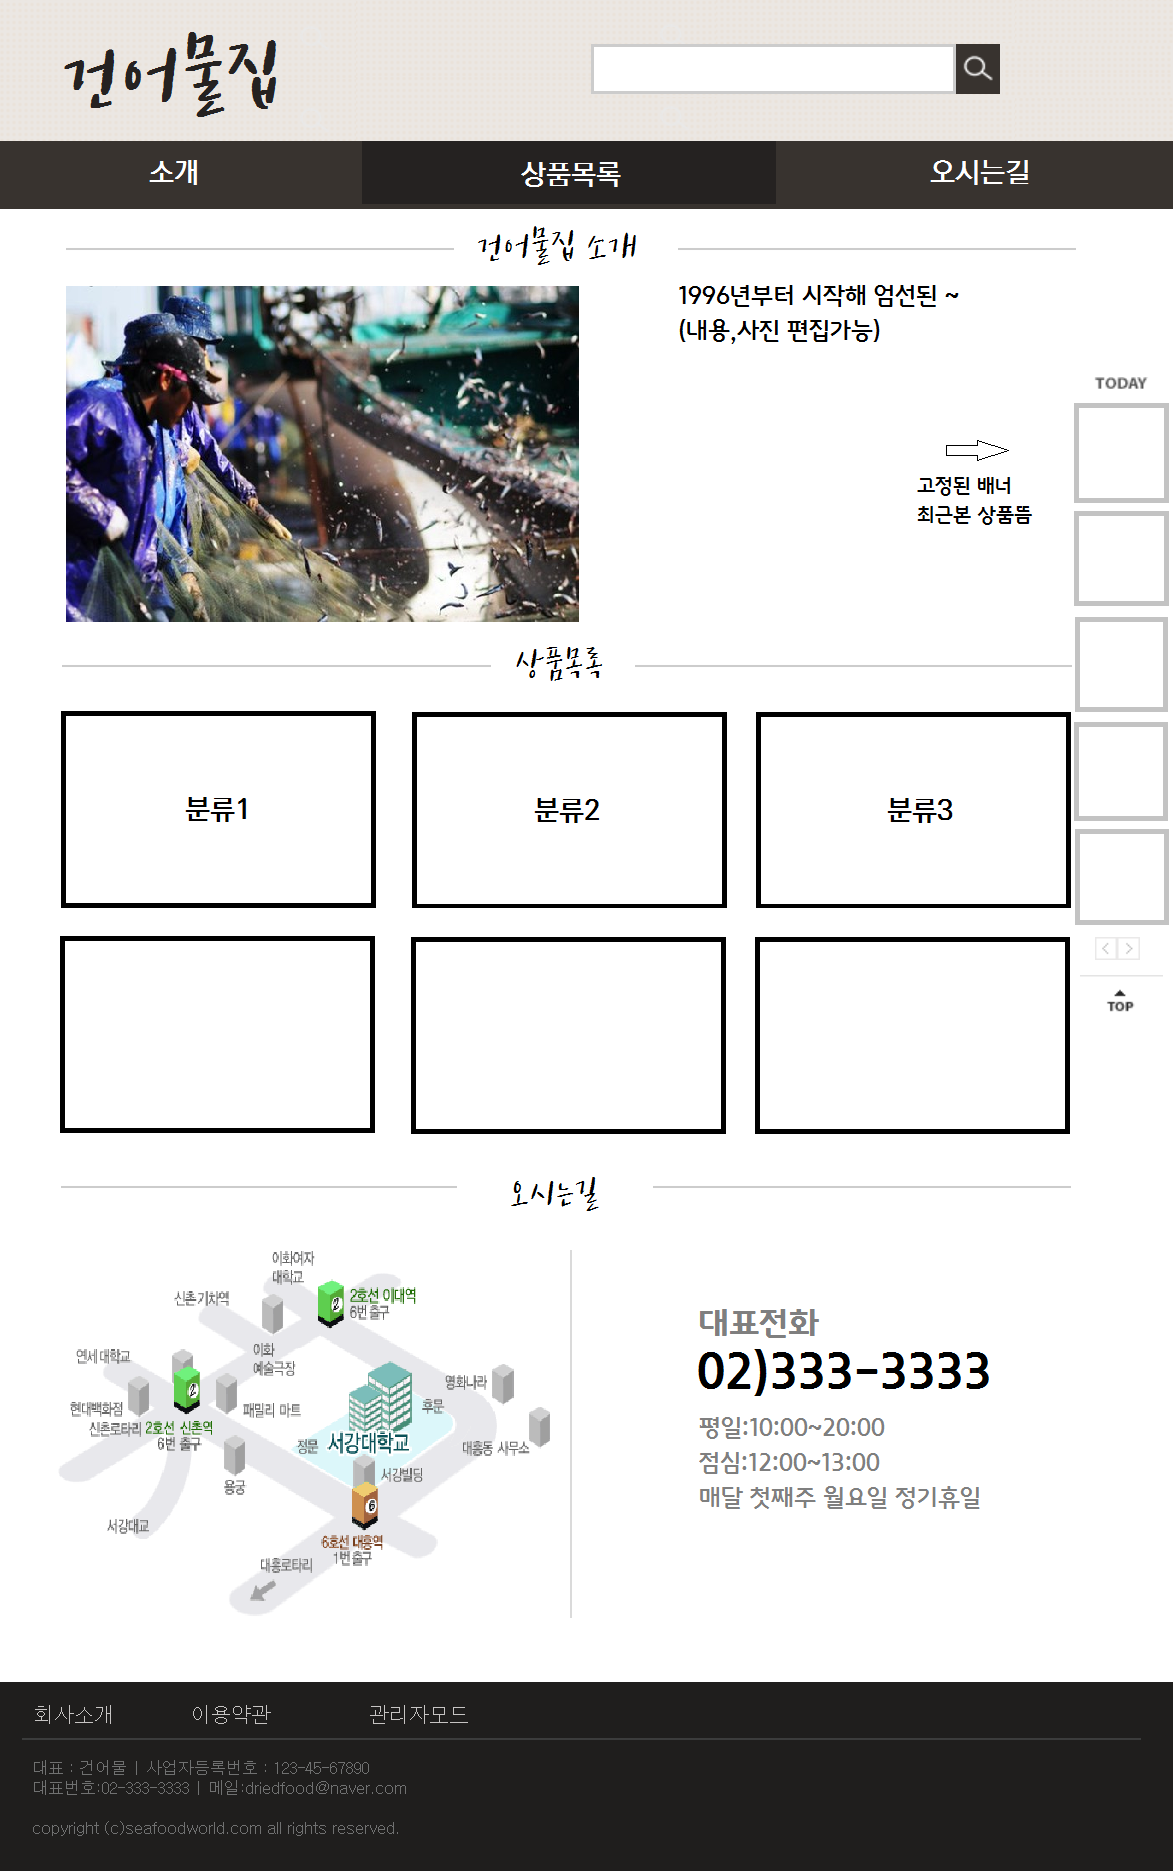 건어물집
소개
상품목록
오시는길
건어물집 소개
1996년부터 시작해 엄선된 ~
(내용,사진 편집가능)
TODAY
고정된 배너
최근본 상품뜸
상품목록
분류1
분류2
분류3
TOP
오시는길
이화여자
대학교
신촌기차역
2호선 이대역
6번 출구
이화
예술극장
연세대학교
현대백화점
신촌로타리
2호선 신촌역
6번 출구
패밀리 마트
용궁
서강대교
명화나라
후문
정문
서강대학교
대흥동 사무소
서강빌딩
6
6호선 대흥역
1번출구
대흥로타리
2
2
대표전화
02)333-3333
평일:10:00~20:00
점심:12:00~13:00
매달 첫째주 월요일 정기휴일
회사소개
이용약관
관리자모드
대표 : 건어물 | 사업자등록번호 : 123-45-67890
대표번호:02-333-3333 | 메일:driedfood@naver.com
copyright (c)seafoodworld.com all rights reserved.